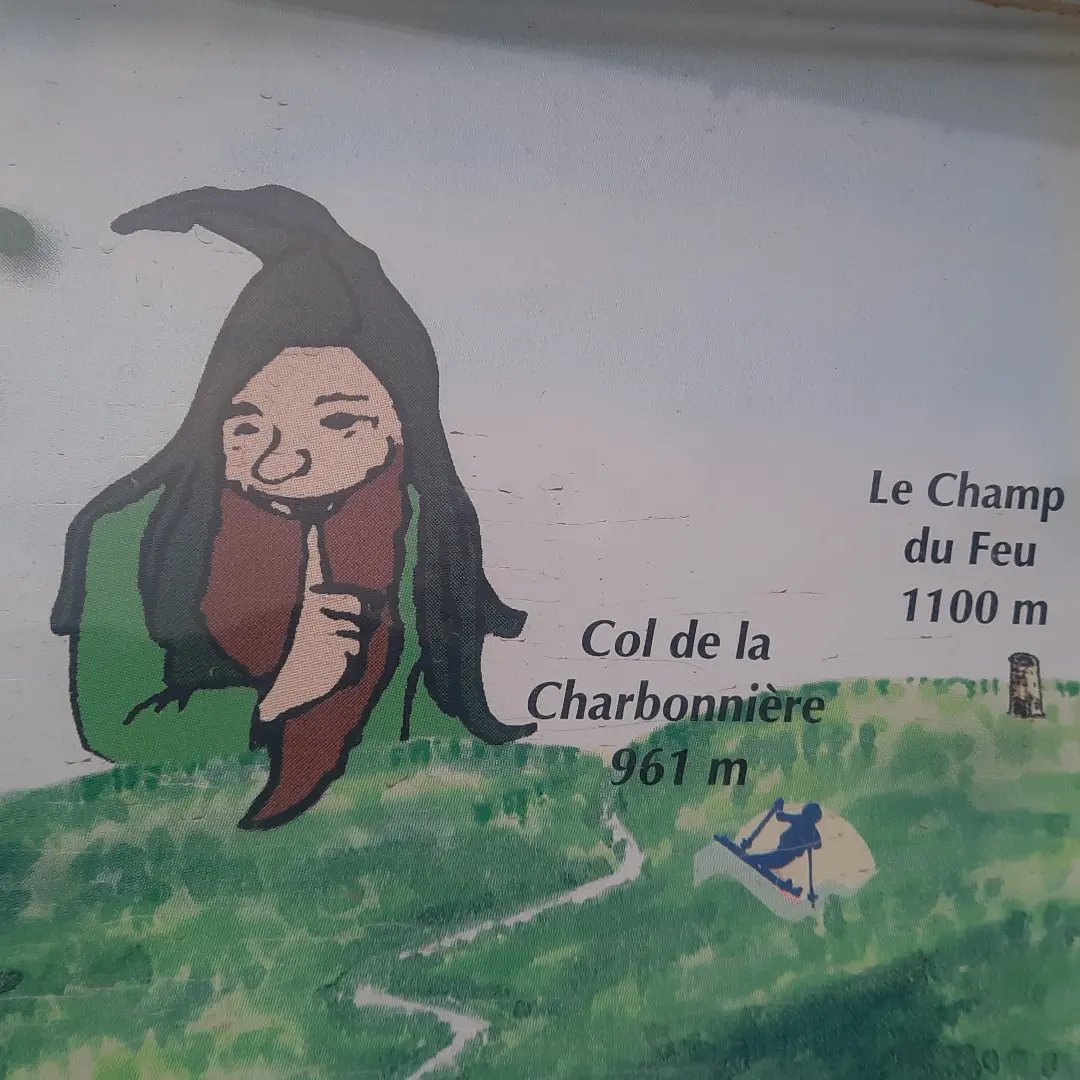 Le Champ
du Feu
1100 m
Col de la
Charbonnière
961 m